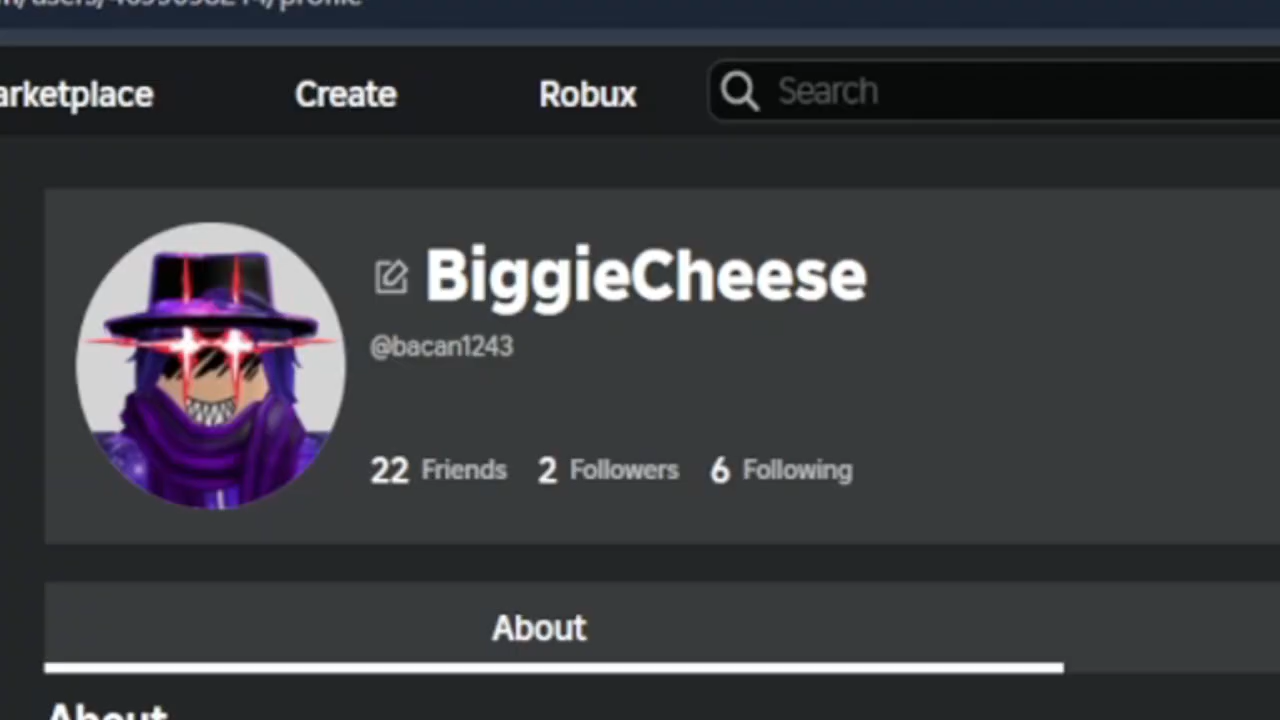 arketplace Create Robux Search
BiggieCheese
@bacan1243
22 Friends 2 Followers 6 Following
About
About